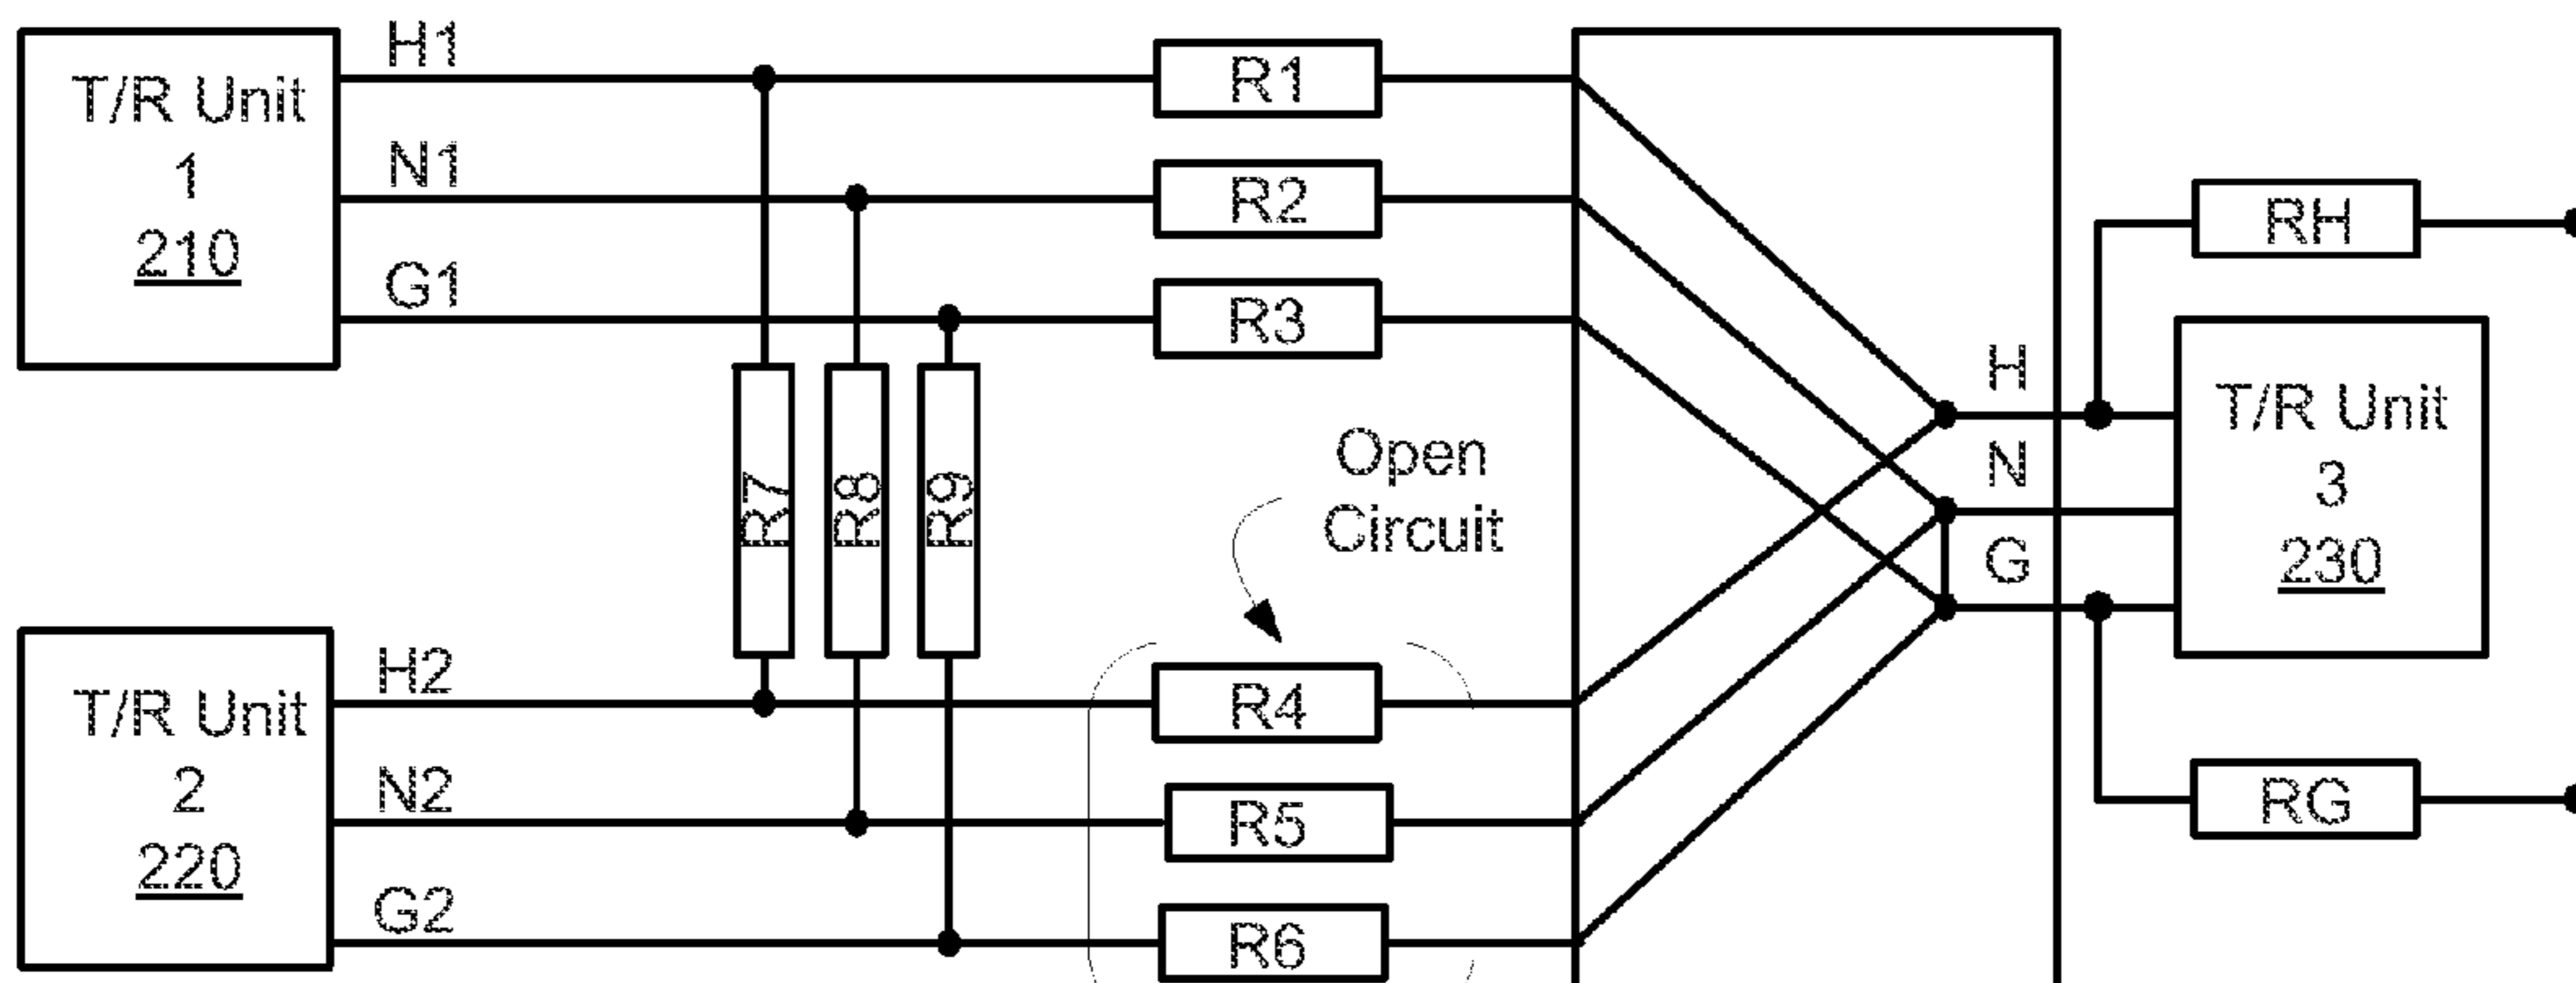 T/R Unit
1
210
H1
N1
G1
R1
R2
R3
R7
R8
R9
Open
Circuit
H
N
G
RH
T/R Unit
3
230
RG
T/R Unit
2
220
H2
N2
G2
R4
R5
R6